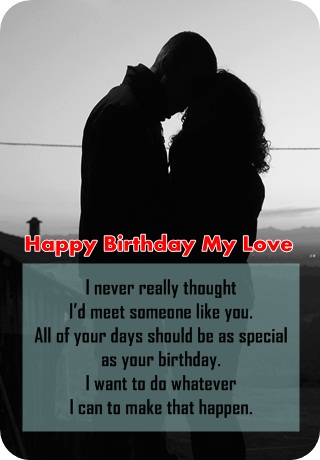 Happy Birthday My Love
I never really thought
I'd meet someone like you.
All of your days should be as special
as your birthday.
I want to do whatever
I can to make that happen.